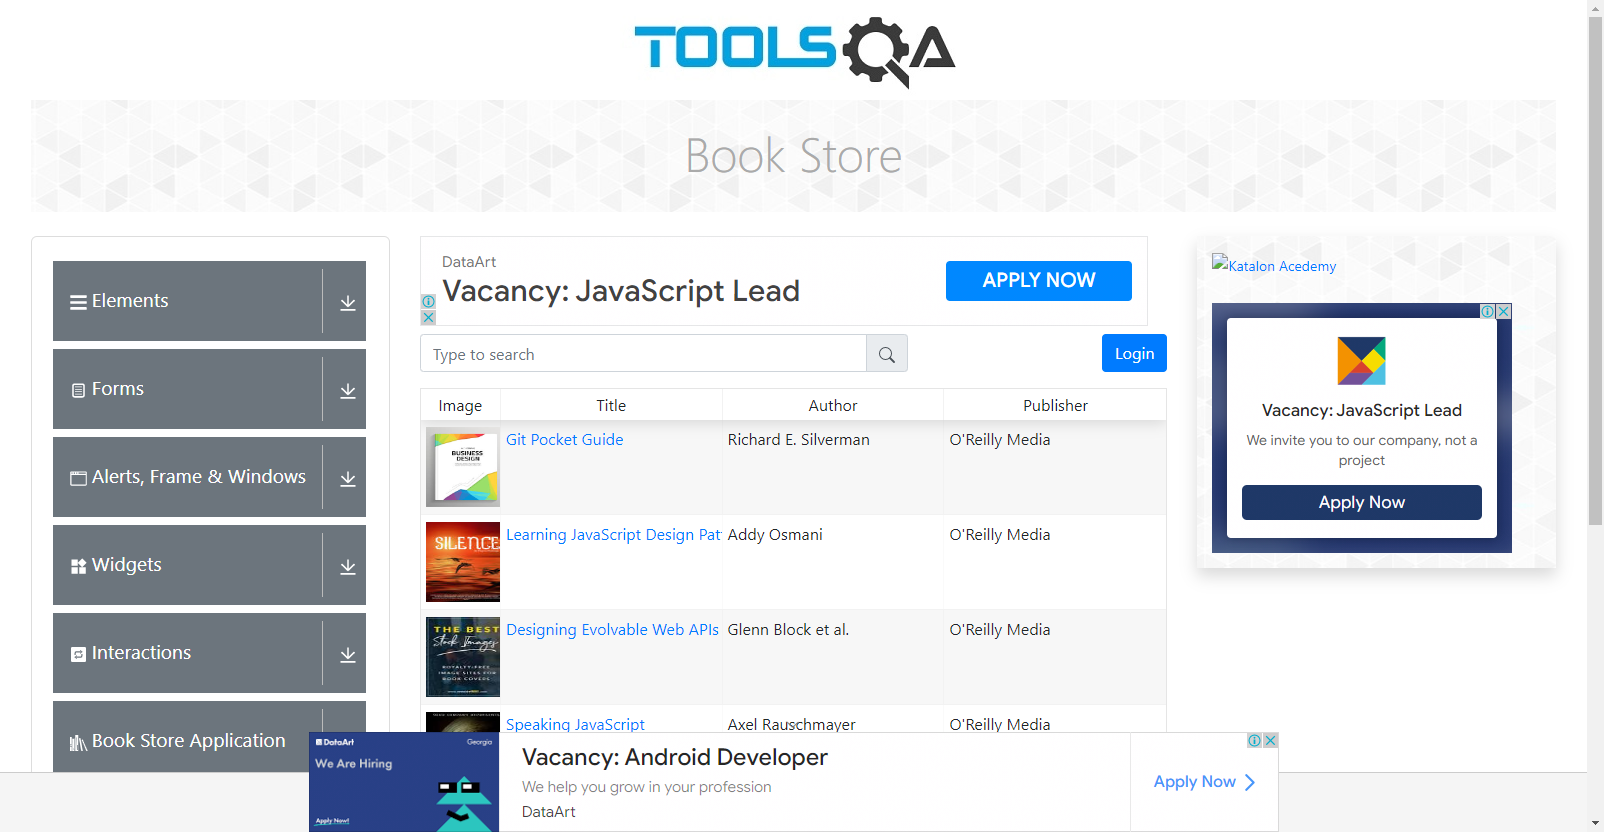 TOOLSQA
Book Store
Elements
Forms
Alerts, Frame & Windows
Widgets
Interactions
Book Store Application
DataArt
Vacancy: JavaScript Lead
APPLY NOW
Type to search
Login
Image Title Author Publisher
BUSINESS
DESIGN
Git Pocket Guide Richard E. Silverman O'Reilly Media
SILENCE
Learning JavaScript Design Pat Addy Osmani O'Reilly Media
THE BEST
Stock Images
ROYALTY-FREE
IMAGE SITES FOR
BOOK COVERS
Designing Evolvable Web APIs Glenn Block et al. O'Reilly Media
Speaking JavaScript Axel Rauschmayer O'Reilly Media
Katalon Acedemy
Vacancy: JavaScript Lead
We invite you to our company, not a
project
Apply Now
DataArt Georgia
We Are Hiring
Apply Now!
Vacancy: Android Developer
We help you grow in your profession
DataArt
Apply Now